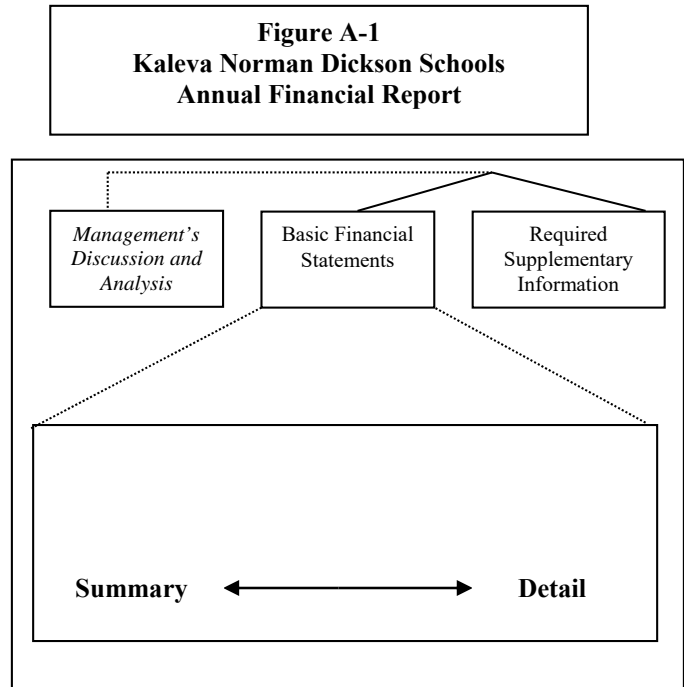 Figure A-1
Kaleva Norman Dickson Schools
Annual Financial Report
Management's
Discussion and
Analysis
Basic Financial
Statements
Required
Supplementary
Information
Summary
Detail